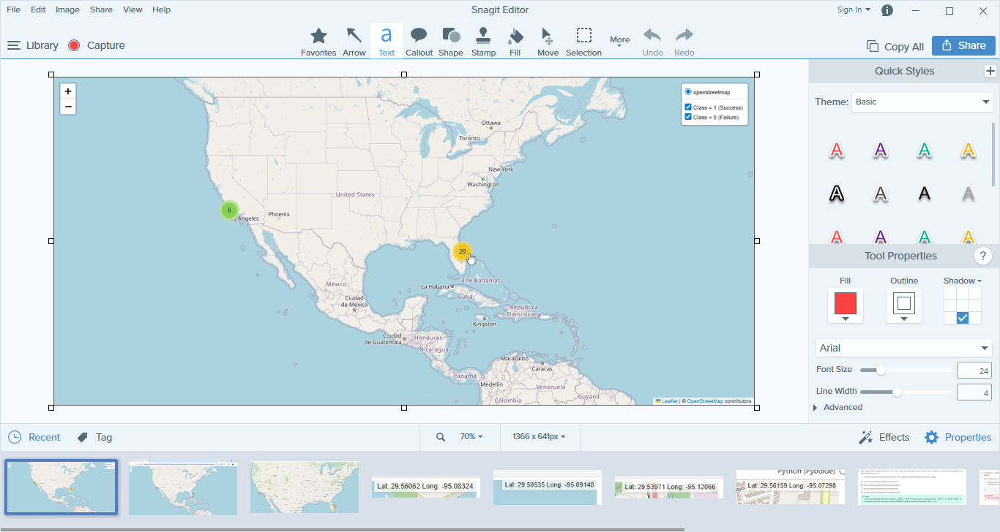 File Edit Image Share View Help
Snagit Editor
Sign In
Library
Capture
Favorites
Arrow
a
Text
Callout
Shape
Stamp
Fill
Move
Selection
More
Undo
Redo
Copy All
Share
Quick Styles
+
Theme: Basic
A A A A
A A A A
A A A A
Tool Properties
?
Fill
Outline
Shadow
Arial
Font Size
24
Line Width
4
Advanced
+
−
openstreetmap
Class = 1 (Success)
Class = 0 (Failure)
Ottawa
Toronto
New York
Washington
United States
6
s Angeles
Phoenix
26
México
The Bahamas
La Habana
Cuba
Ciudad
de México
República
Dominicana
Kingston
Ciudad
de Guatemala
Honduras
Nicaragua
Maracaibo
Caracas
Panamá
Medellín
Venezuela
Guyana
Colombia
Leaflet | © OpenStreetMap contributors
Recent
Tag
70%
1366 x 641px
Effects
Properties
Lat: 29.56062 Long: -95.08324
Lat: 29.50535 Long: -95.09148
Lat: 29.53971 Long: -95.12066
Python (Pyodide)
Lat: 29.56159 Long: -95.07298